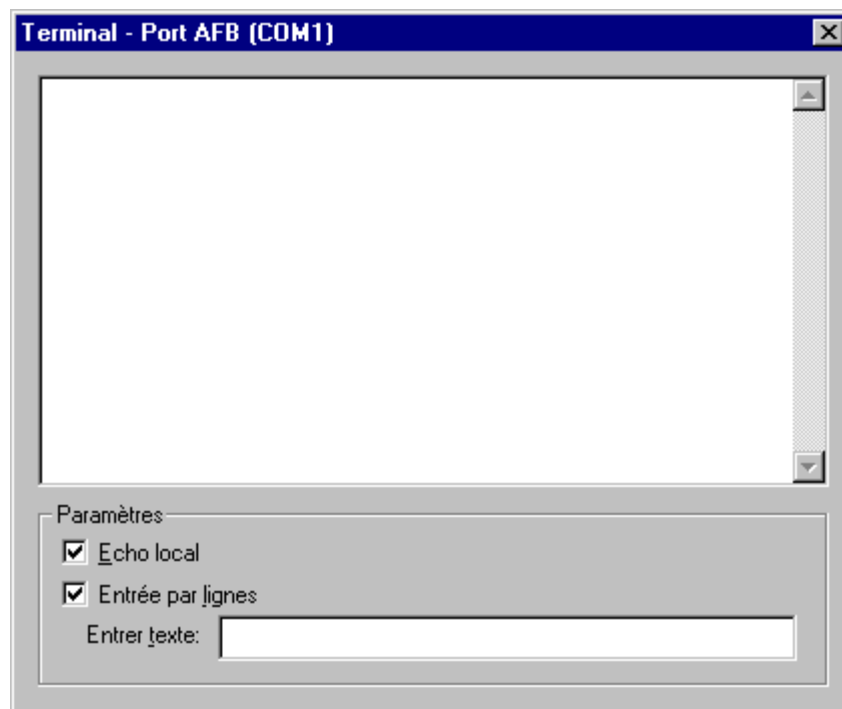 Terminal - Port AFB (COM1)
Paramètres
Echo local
Entrée par lignes
Entrer texte: